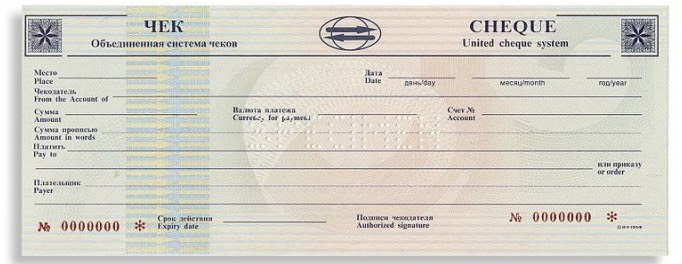 ЧЕК
Объединенная система чеков
CHEQUE
United cheque system
Место
Place
Дата
Date
день/day
месяц/month
год/year
Чекодатель
From the Account of
Сумма
Amount
Валюта платежа
Currency for payment
Счет №
Account
Сумма прописью
Amount in words
Платить
Pay to
или приказу
or order
Плательщик
Payer
№ 0000000 *
Срок действия
Expiry date
Подписи чекодателя
Authorized signature
№ 0000000 *